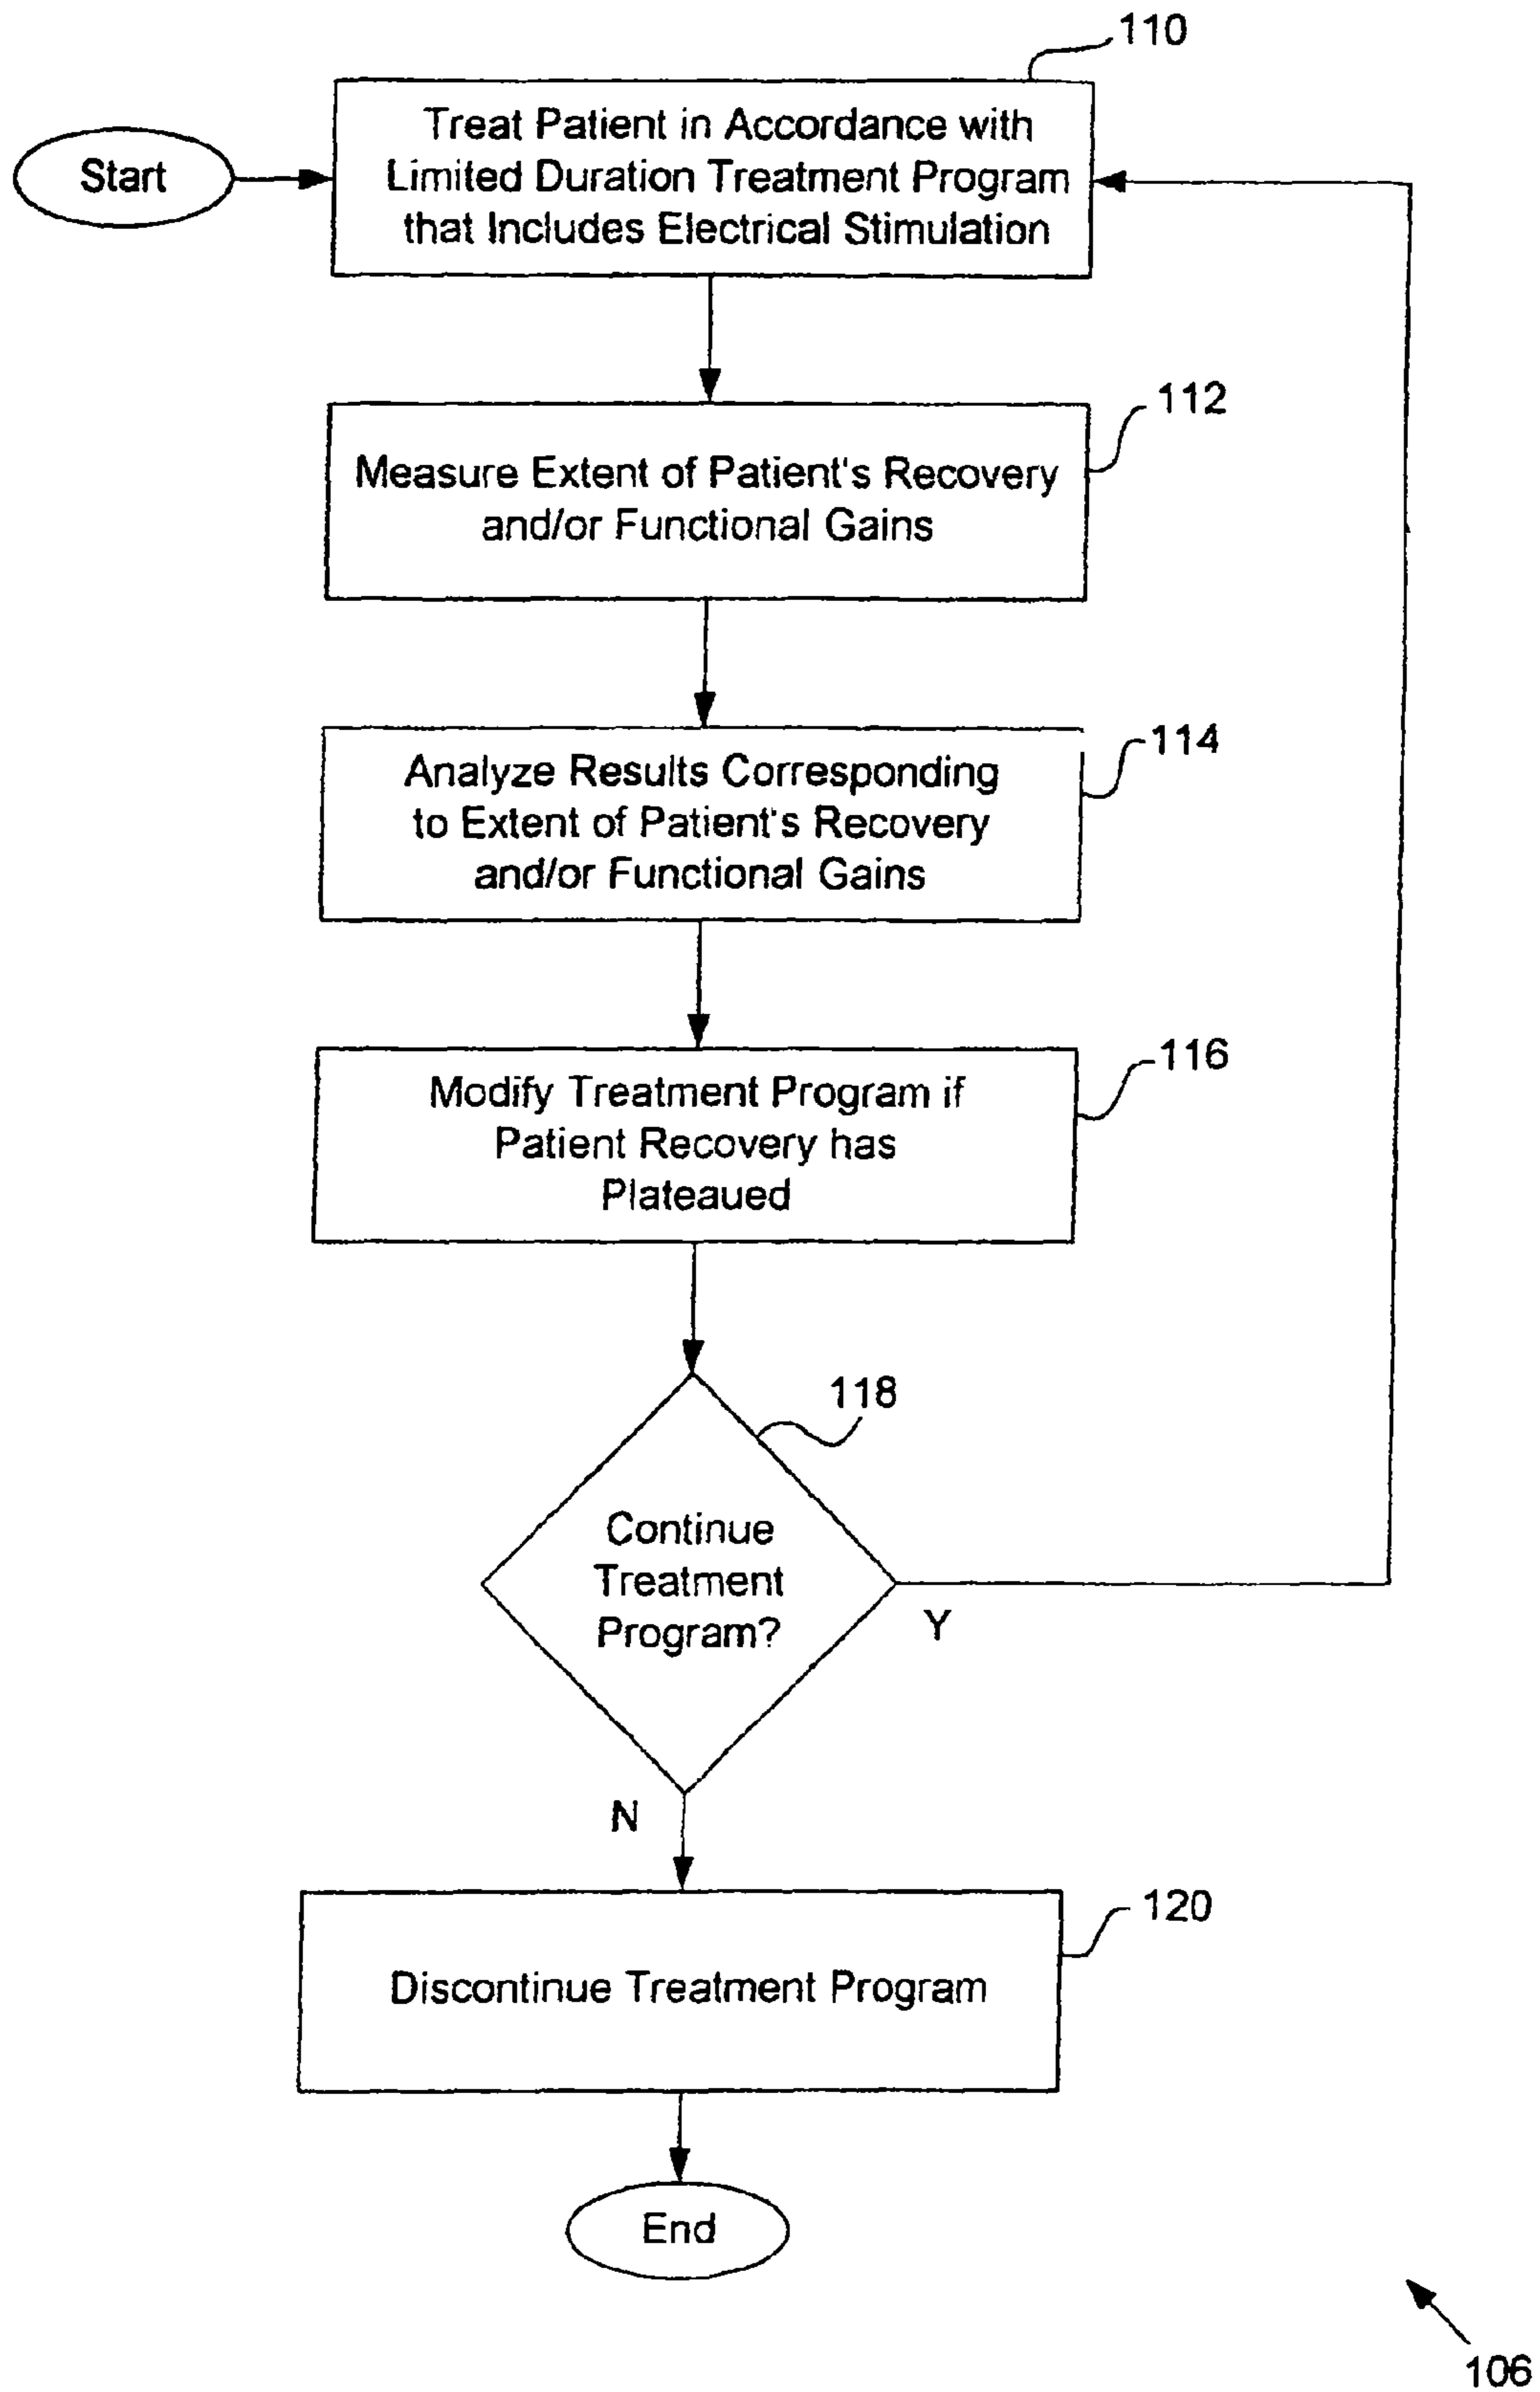 110
Start
Treat Patient in Accordance with
Limited Duration Treatment Program
that Includes Electrical Stimulation
112
Measure Extent of Patient's Recovery
and/or Functional Gains
114
Analyze Results Corresponding
to Extent of Patient's Recovery
and/or Functional Gains
116
Modify Treatment Program if
Patient Recovery has
Plateaued
118
Continue
Treatment
Program?
Y
N
120
Discontinue Treatment Program
End
106